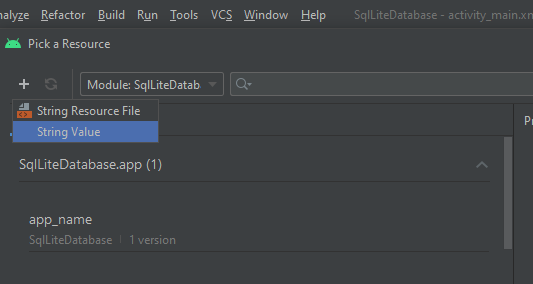 nalyze Refactor Build Run Tools VCS Window Help SqlLiteDatabase - activity_main.xm
Pick a Resource
Module: SqlLiteDatab
String Resource File
String Value
SqlLiteDatabase.app (1)
app_name
SqlLiteDatabase 1 version